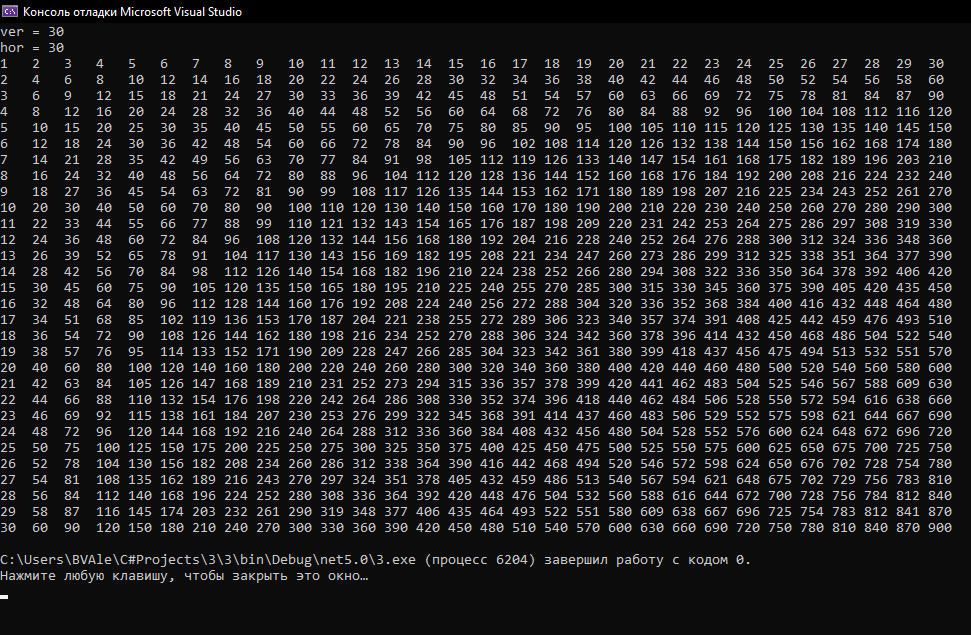 Консоль отладки Microsoft Visual Studio
ver = 30
hor = 30
1 2 3 4 5 6 7 8 9 10 11 12 13 14 15 16 17 18 19 20 21 22 23 24 25 26 27 28 29 30
2 4 6 8 10 12 14 16 18 20 22 24 26 28 30 32 34 36 38 40 42 44 46 48 50 52 54 56 58 60
3 6 9 12 15 18 21 24 27 30 33 36 39 42 45 48 51 54 57 60 63 66 69 72 75 78 81 84 87 90
4 8 12 16 20 24 28 32 36 40 44 48 52 56 60 64 68 72 76 80 84 88 92 96 100 104 108 112 116 120
5 10 15 20 25 30 35 40 45 50 55 60 65 70 75 80 85 90 95 100 105 110 115 120 125 130 135 140 145 150
6 12 18 24 30 36 42 48 54 60 66 72 78 84 90 96 102 108 114 120 126 132 138 144 150 156 162 168 174 180
7 14 21 28 35 42 49 56 63 70 77 84 91 98 105 112 119 126 133 140 147 154 161 168 175 182 189 196 203 210
8 16 24 32 40 48 56 64 72 80 88 96 104 112 120 128 136 144 152 160 168 176 184 192 200 208 216 224 232 240
9 18 27 36 45 54 63 72 81 90 99 108 117 126 135 144 153 162 171 180 189 198 207 216 225 234 243 252 261 270
10 20 30 40 50 60 70 80 90 100 110 120 130 140 150 160 170 180 190 200 210 220 230 240 250 260 270 280 290 300
11 22 33 44 55 66 77 88 99 110 121 132 143 154 165 176 187 198 209 220 231 242 253 264 275 286 297 308 319 330
12 24 36 48 60 72 84 96 108 120 132 144 156 168 180 192 204 216 228 240 252 264 276 288 300 312 324 336 348 360
13 26 39 52 65 78 91 104 117 130 143 156 169 182 195 208 221 234 247 260 273 286 299 312 325 338 351 364 377 390
14 28 42 56 70 84 98 112 126 140 154 168 182 196 210 224 238 252 266 280 294 308 322 336 350 364 378 392 406 420
15 30 45 60 75 90 105 120 135 150 165 180 195 210 225 240 255 270 285 300 315 330 345 360 375 390 405 420 435 450
16 32 48 64 80 96 112 128 144 160 176 192 208 224 240 256 272 288 304 320 336 352 368 384 400 416 432 448 464 480
17 34 51 68 85 102 119 136 153 170 187 204 221 238 255 272 289 306 323 340 357 374 391 408 425 442 459 476 493 510
18 36 54 72 90 108 126 144 162 180 198 216 234 252 270 288 306 324 342 360 378 396 414 432 450 468 486 504 522 540
19 38 57 76 95 114 133 152 171 190 209 228 247 266 285 304 323 342 361 380 399 418 437 456 475 494 513 532 551 570
20 40 60 80 100 120 140 160 180 200 220 240 260 280 300 320 340 360 380 400 420 440 460 480 500 520 540 560 580 600
21 42 63 84 105 126 147 168 189 210 231 252 273 294 315 336 357 378 399 420 441 462 483 504 525 546 567 588 609 630
22 44 66 88 110 132 154 176 198 220 242 264 286 308 330 352 374 396 418 440 462 484 506 528 550 572 594 616 638 660
23 46 69 92 115 138 161 184 207 230 253 276 299 322 345 368 391 414 437 460 483 506 529 552 575 598 621 644 667 690
24 48 72 96 120 144 168 192 216 240 264 288 312 336 360 384 408 432 456 480 504 528 552 576 600 624 648 672 696 720
25 50 75 100 125 150 175 200 225 250 275 300 325 350 375 400 425 450 475 500 525 550 575 600 625 650 675 700 725 750
26 52 78 104 130 156 182 208 234 260 286 312 338 364 390 416 442 468 494 520 546 572 598 624 650 676 702 728 754 780
27 54 81 108 135 162 189 216 243 270 297 324 351 378 405 432 459 486 513 540 567 594 621 648 675 702 729 756 783 810
28 56 84 112 140 168 196 224 252 280 308 336 364 392 420 448 476 504 532 560 588 616 644 672 700 728 756 784 812 840
29 58 87 116 145 174 203 232 261 290 319 348 377 406 435 464 493 522 551 580 609 638 667 696 725 754 783 812 841 870
30 60 90 120 150 180 210 240 270 300 330 360 390 420 450 480 510 540 570 600 630 660 690 720 750 780 810 840 870 900
C:\Users\BVAle\C#Projects\3\3\bin\Debug\net5.0\3.exe (процесс 6204) завершил работу с кодом 0.
Нажмите любую клавишу, чтобы закрыть это окно…